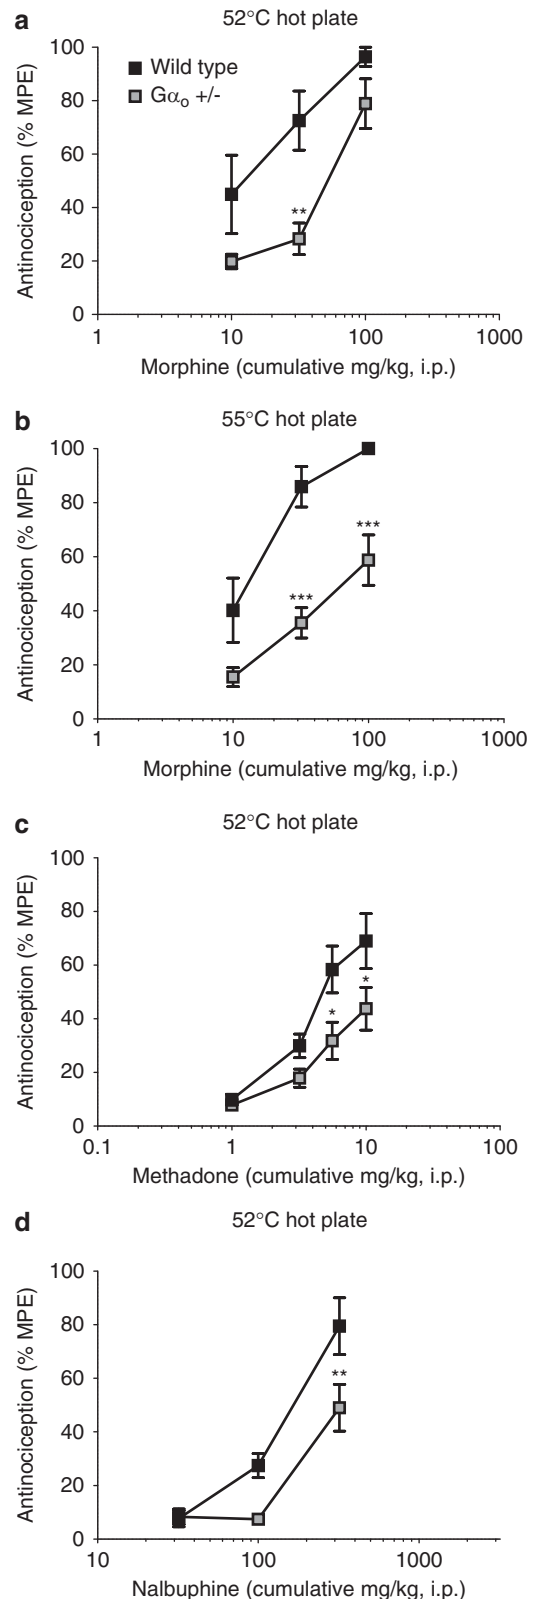 a
52°C hot plate
Antinociception (% MPE)
100
80
60
40
20
0
Wild type
Gαo +/-
**
1
10
100
1000
Morphine (cumulative mg/kg, i.p.)
b
55°C hot plate
Antinociception (% MPE)
100
80
60
40
20
0
***
***
1
10
100
1000
Morphine (cumulative mg/kg, i.p.)
c
52°C hot plate
Antinociception (% MPE)
100
80
60
40
20
0
*
*
0.1
1
10
100
Methadone (cumulative mg/kg, i.p.)
d
52°C hot plate
Antinociception (% MPE)
100
80
60
40
20
0
**
10
100
1000
Nalbuphine (cumulative mg/kg, i.p.)